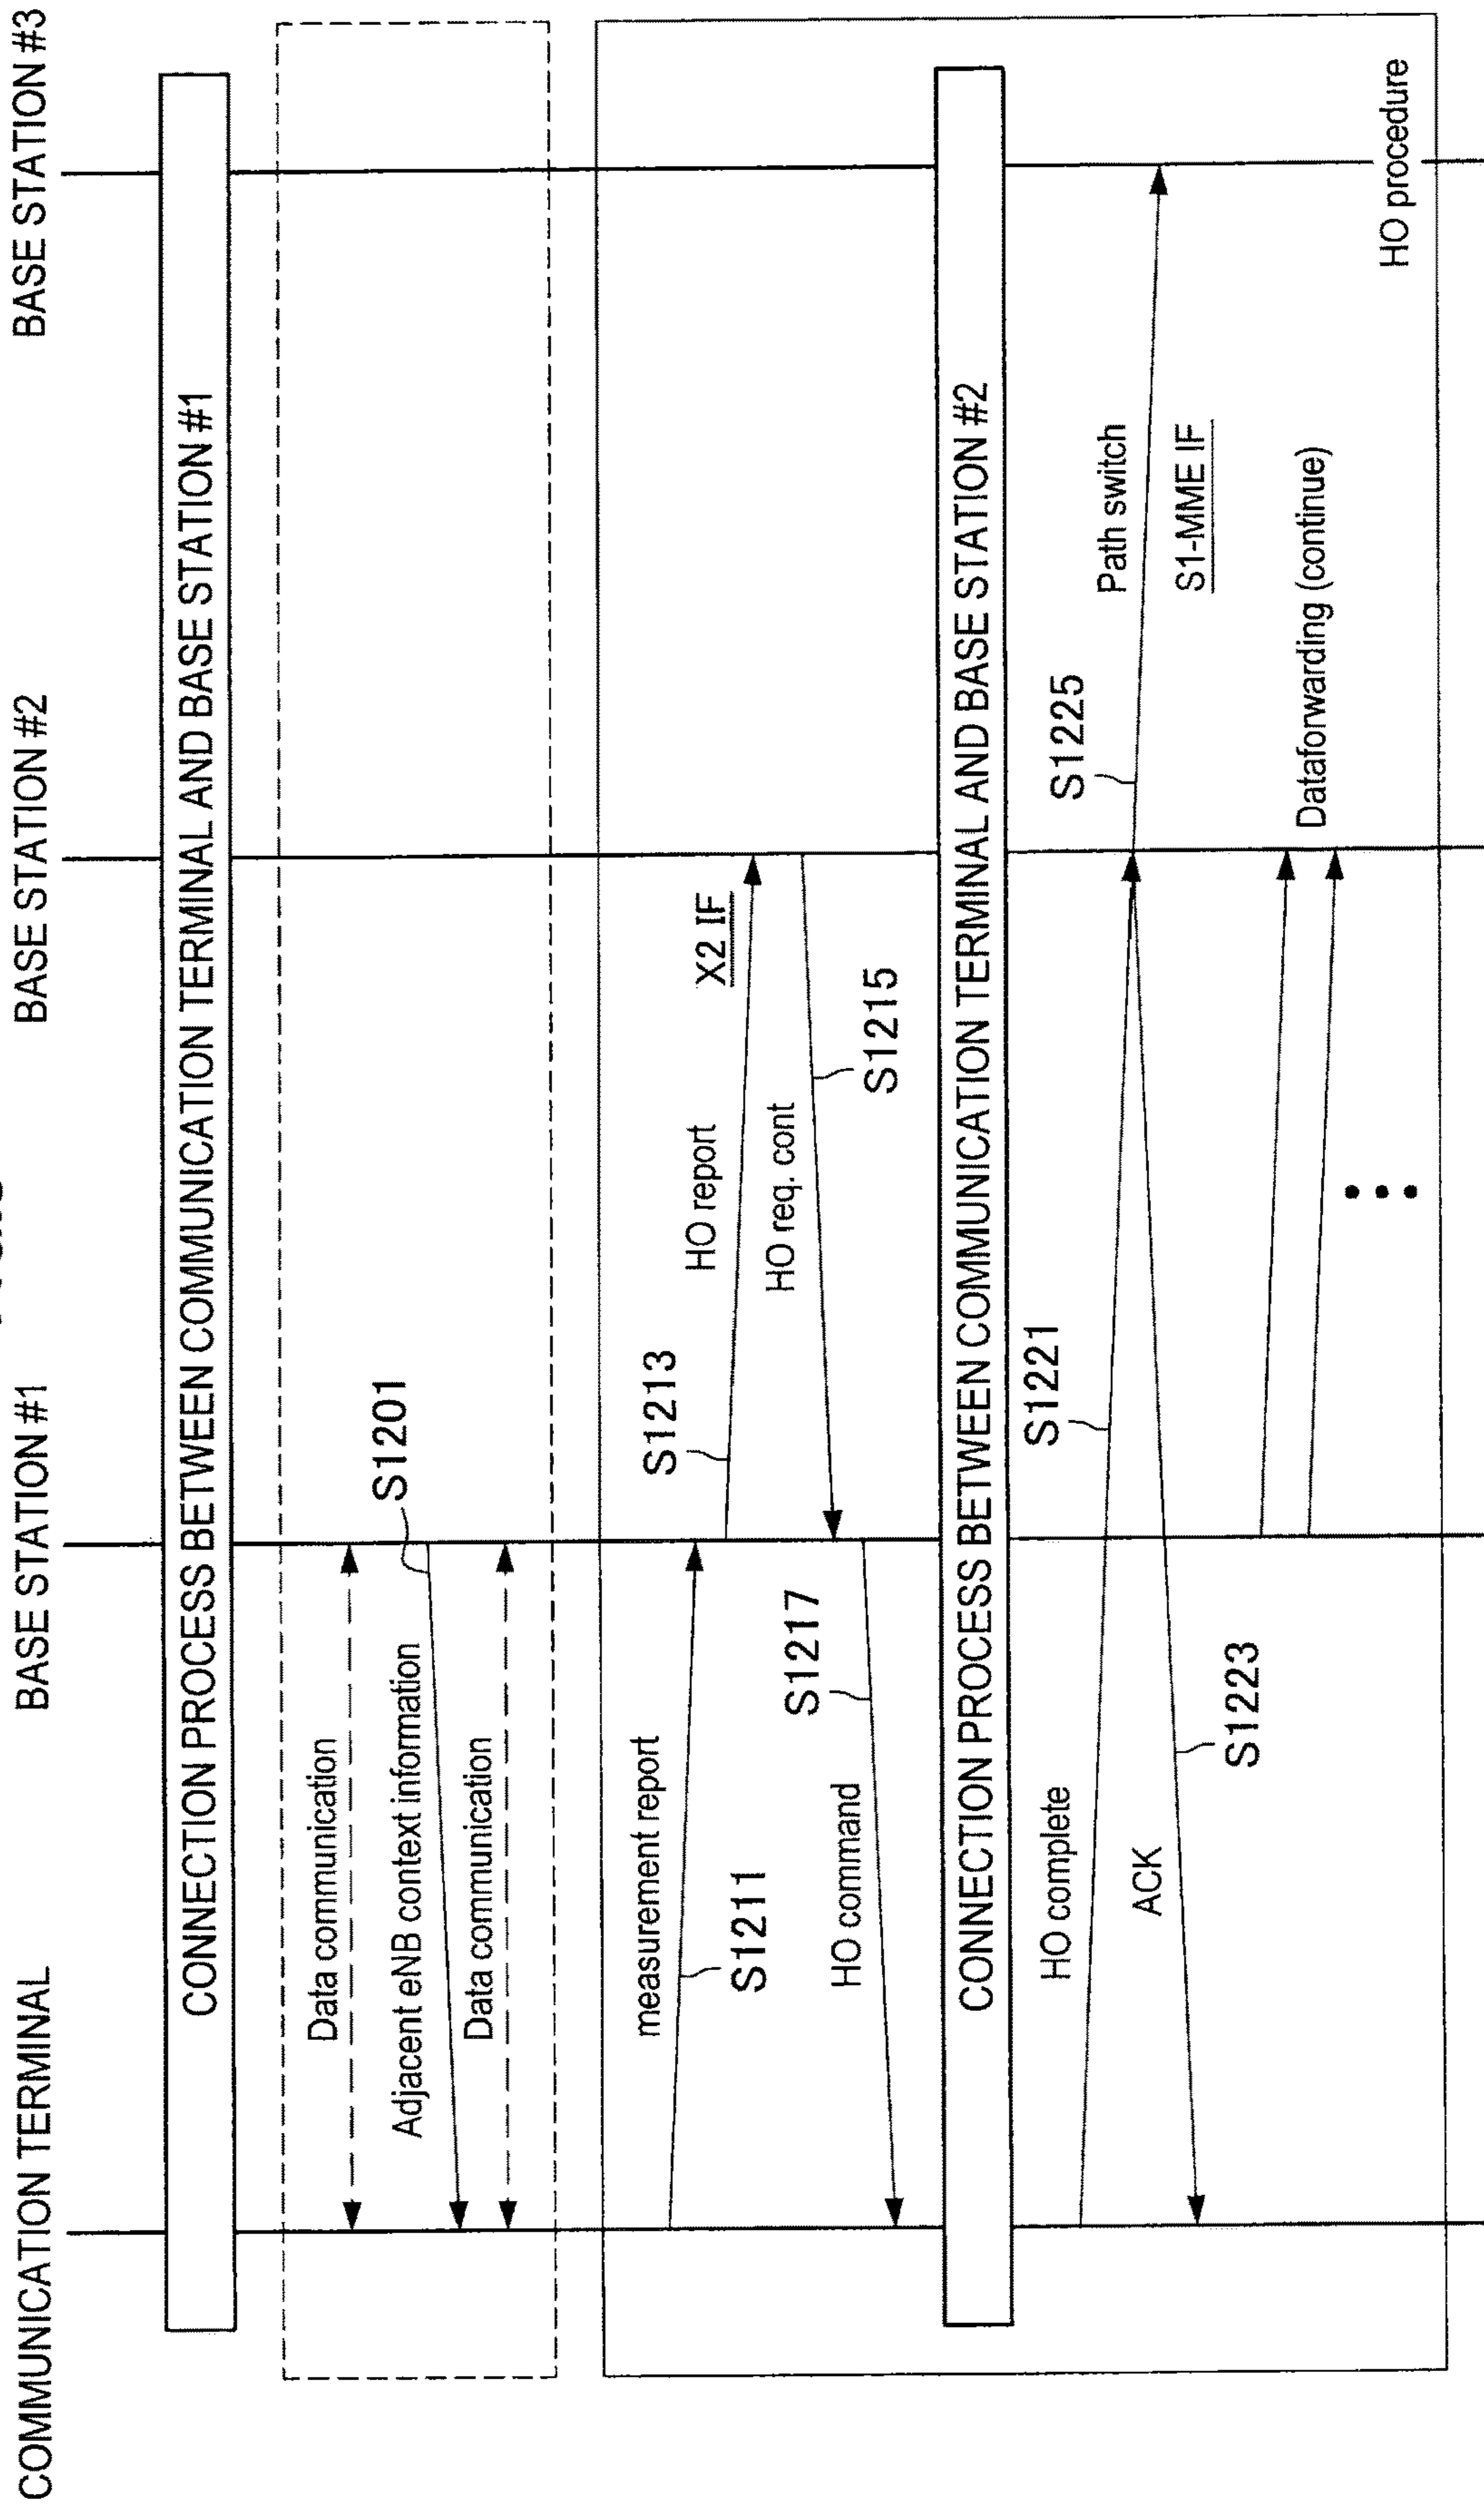 COMMUNICATION TERMINAL
BASE STATION #1
BASE STATION #2
BASE STATION #3
CONNECTION PROCESS BETWEEN COMMUNICATION TERMINAL AND BASE STATION #1
Data communication
S1201
Adjacent eNB context information
Data communication
measurement report
S1211
S1213
HO report
X2 IF
HO req. cont
S1215
S1217
HO command
CONNECTION PROCESS BETWEEN COMMUNICATION TERMINAL AND BASE STATION #2
HO complete
S1221
ACK
S1223
S1225
Path switch
S1-MME IF
Dataforwarding (continue)
HO procedure